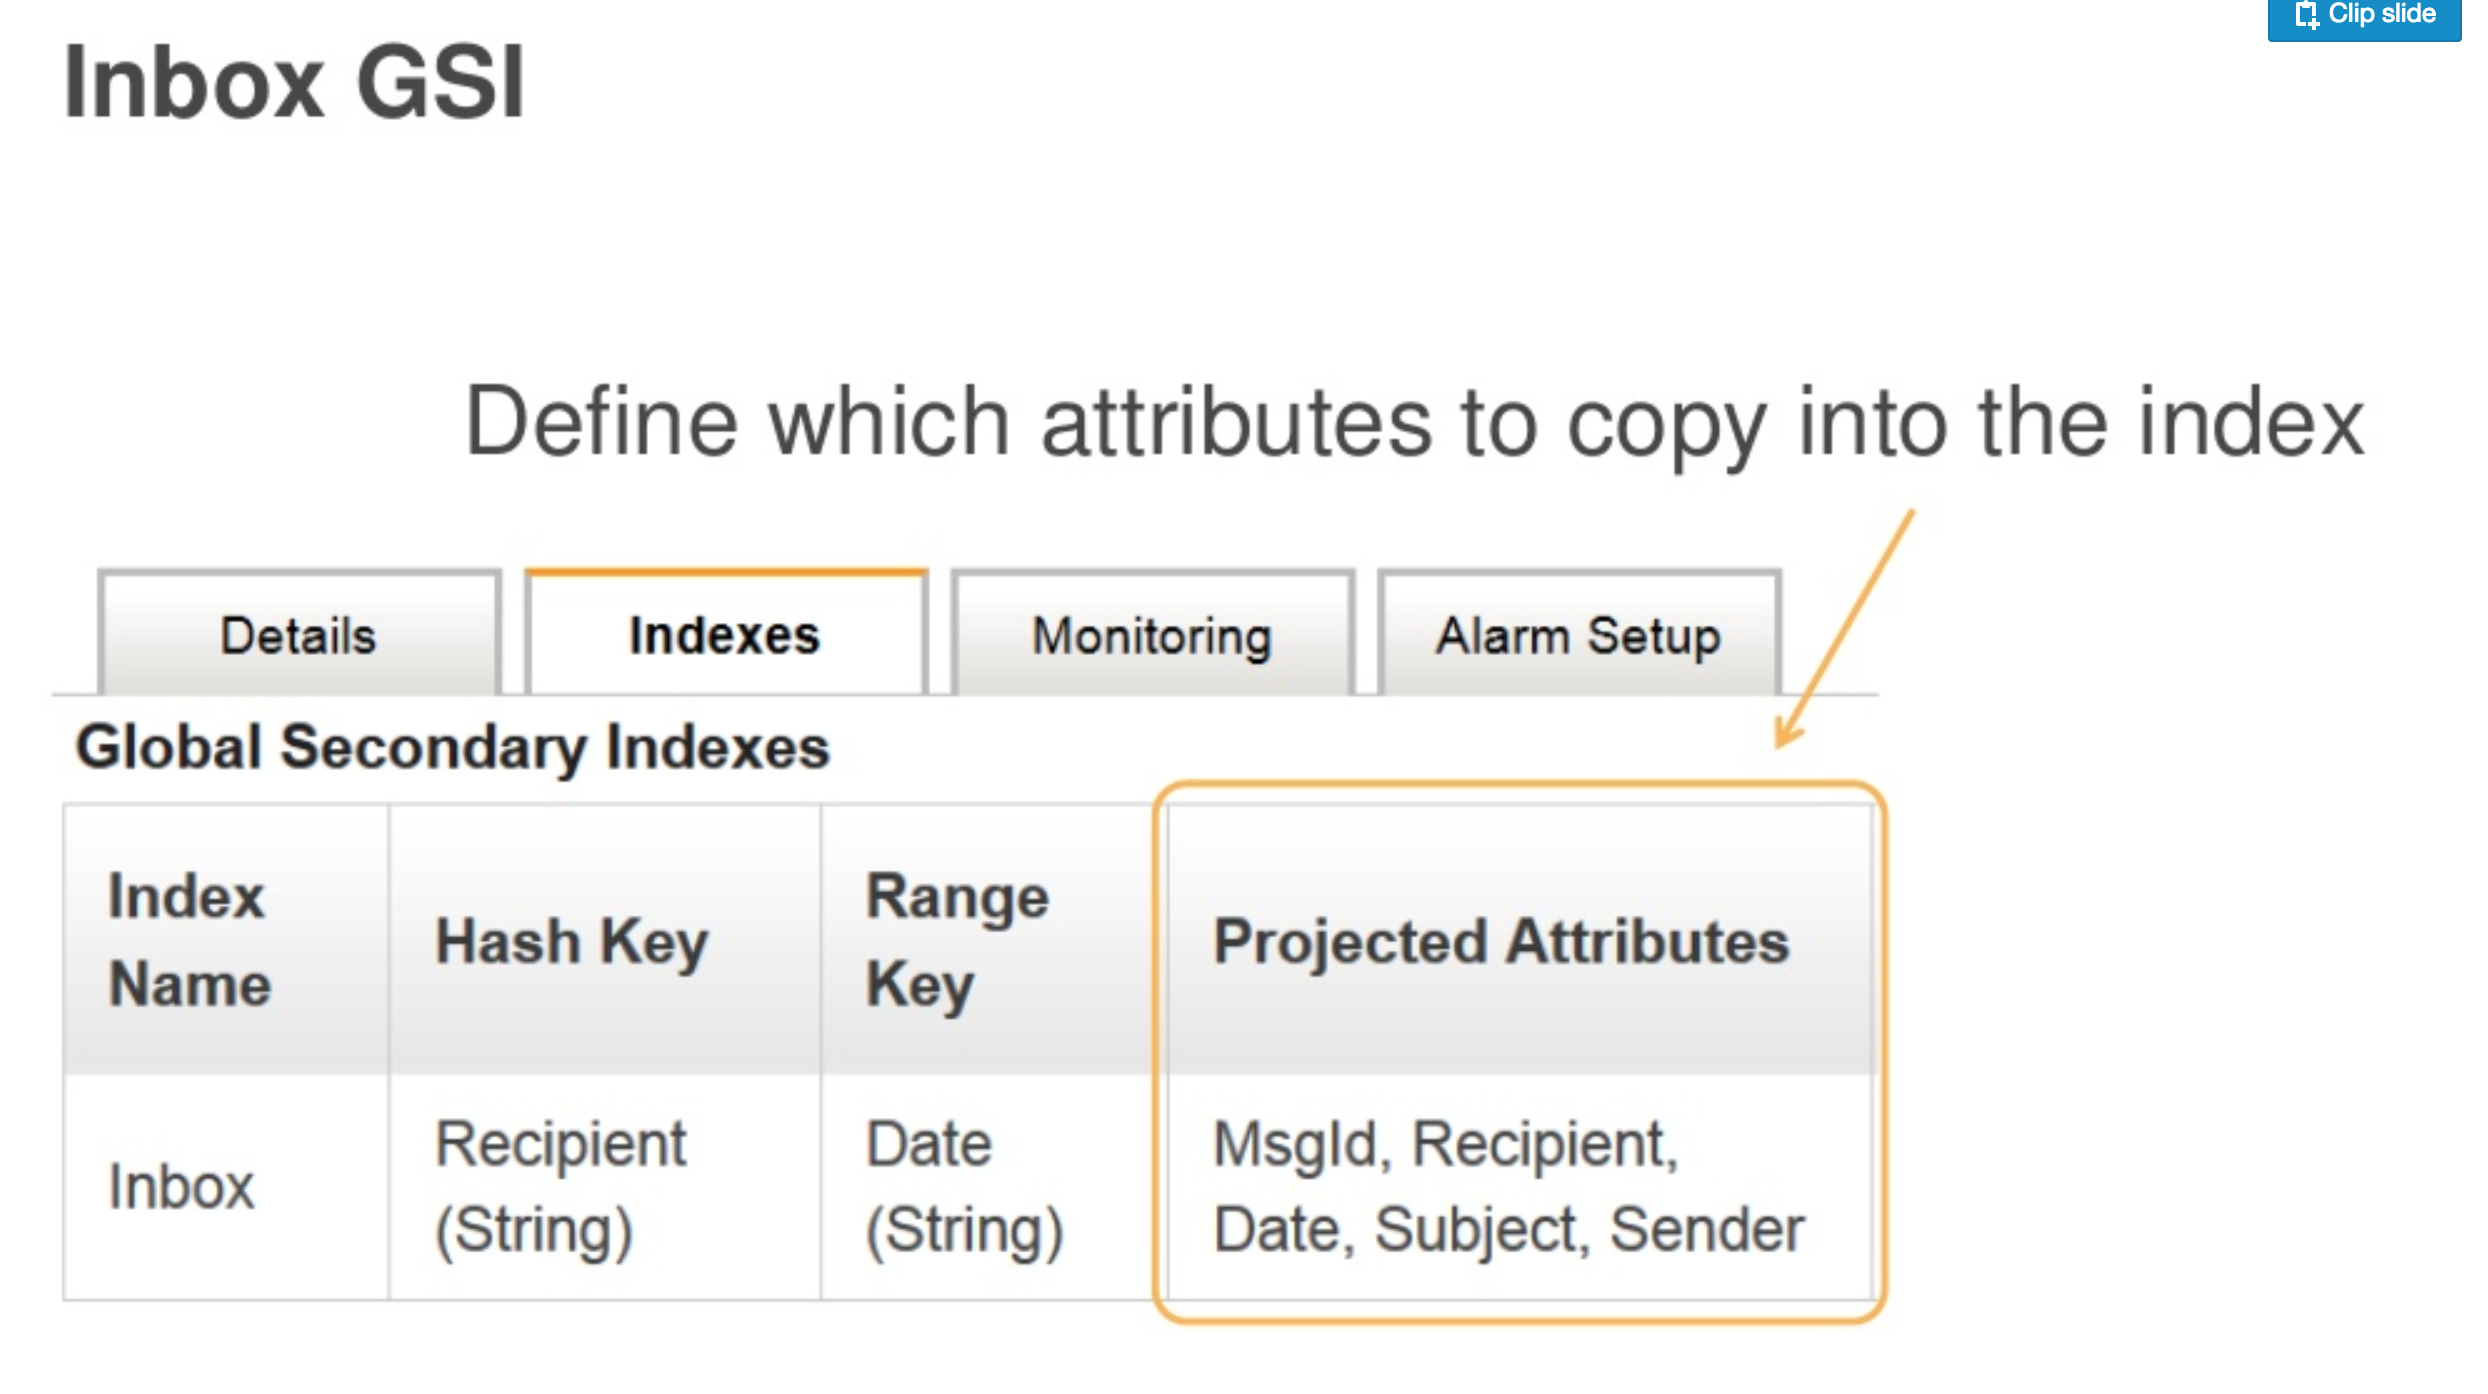 Clip slide
Inbox GSI
Define which attributes to copy into the index
Details Indexes Monitoring Alarm Setup
Global Secondary Indexes
Index Name Hash Key Range Key Projected Attributes
Inbox Recipient (String) Date (String) MsgId, Recipient, Date, Subject, Sender